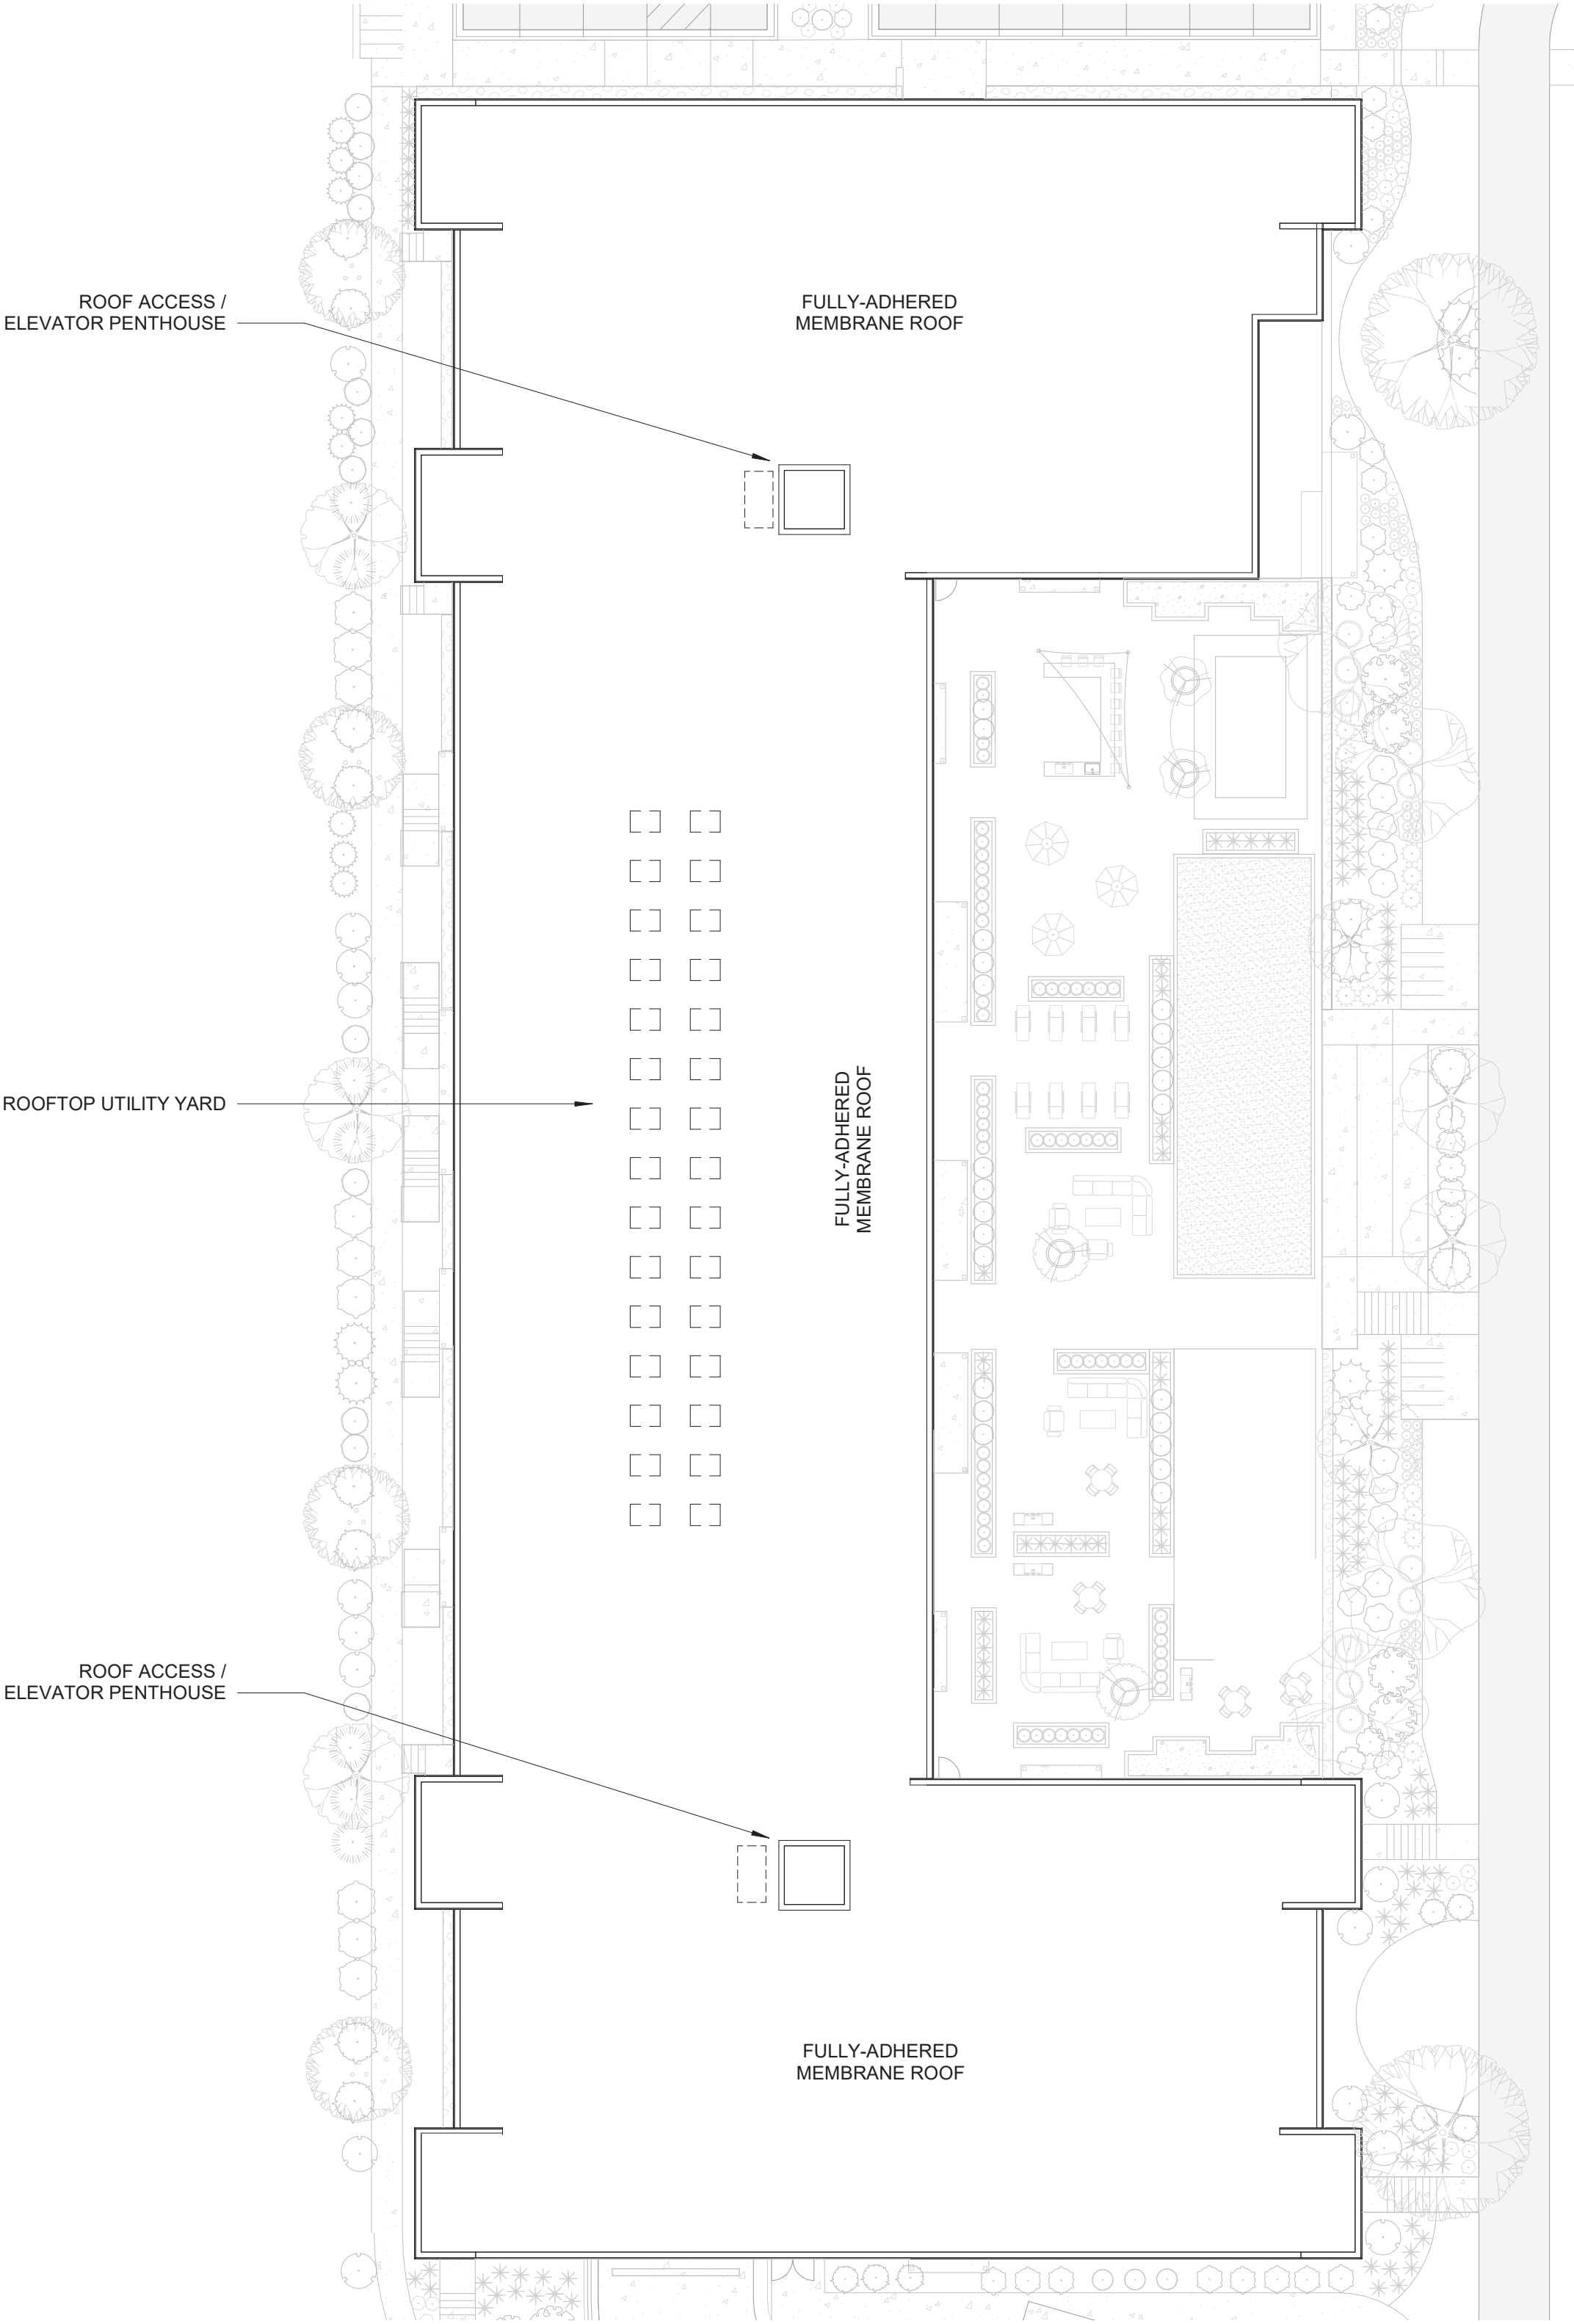 ROOF ACCESS /
ELEVATOR PENTHOUSE
FULLY-ADHERED
MEMBRANE ROOF
ROOFTOP UTILITY YARD
FULLY-ADHERED
MEMBRANE ROOF
ROOF ACCESS /
ELEVATOR PENTHOUSE
FULLY-ADHERED
MEMBRANE ROOF